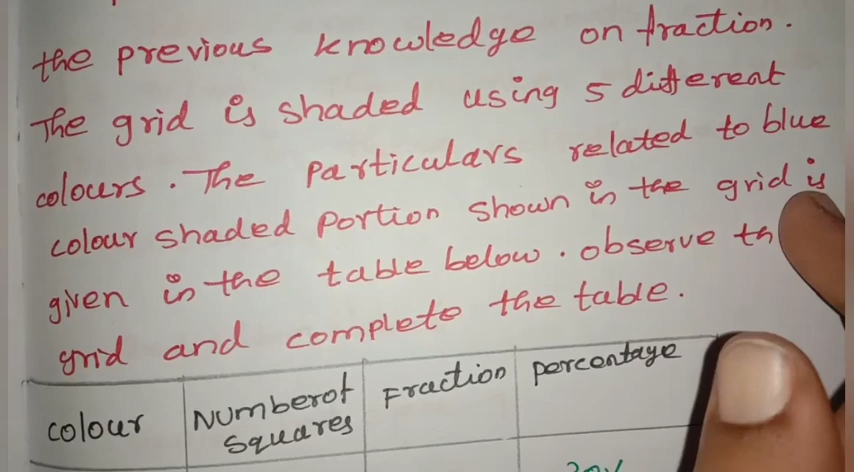 the previous knowledge on fraction.
The grid is shaded using 5 different
colours. The particulars related to blue
colour shaded portion shown in the grid is
given in the table below. observe th
grid and complete the table.
colour Number of Squares Fraction percentage